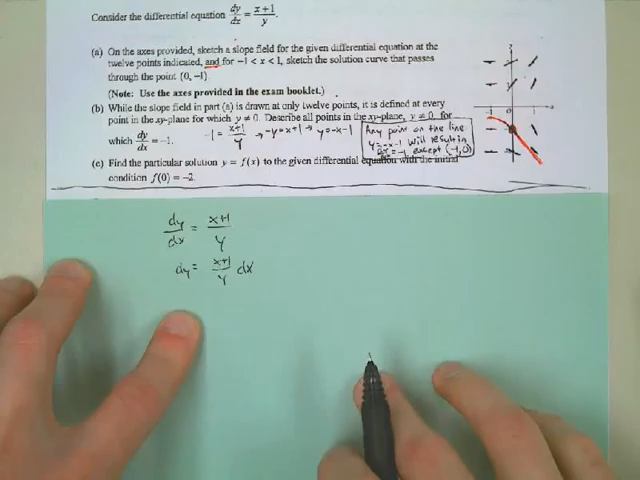 Consider the differential equation dy/dx = x+1/y.
(a) On the axes provided, sketch a slope field for the given differential equation at the
twelve points indicated, and for −1 < x < 1, sketch the solution curve that passes
through the point (0, −1).
(Note: Use the axes provided in the exam booklet.)
(b) While the slope field in part (a) is drawn at only twelve points, it is defined at every
point in the xy-plane for which y ≠ 0. Describe all points in the xy-plane, y ≠ 0, for
which dy/dx = −1.
-1 = x+1/y → -y = x+1 → y = -x-1
Any point on the line
y = -x-1 will result in
dy/dx = -1 except (-1,0)
(c) Find the particular solution y = f(x) to the given differential equation with the initial
condition f(0) = −2.
dy/dx = x+1/y
dy = x+1/y dx